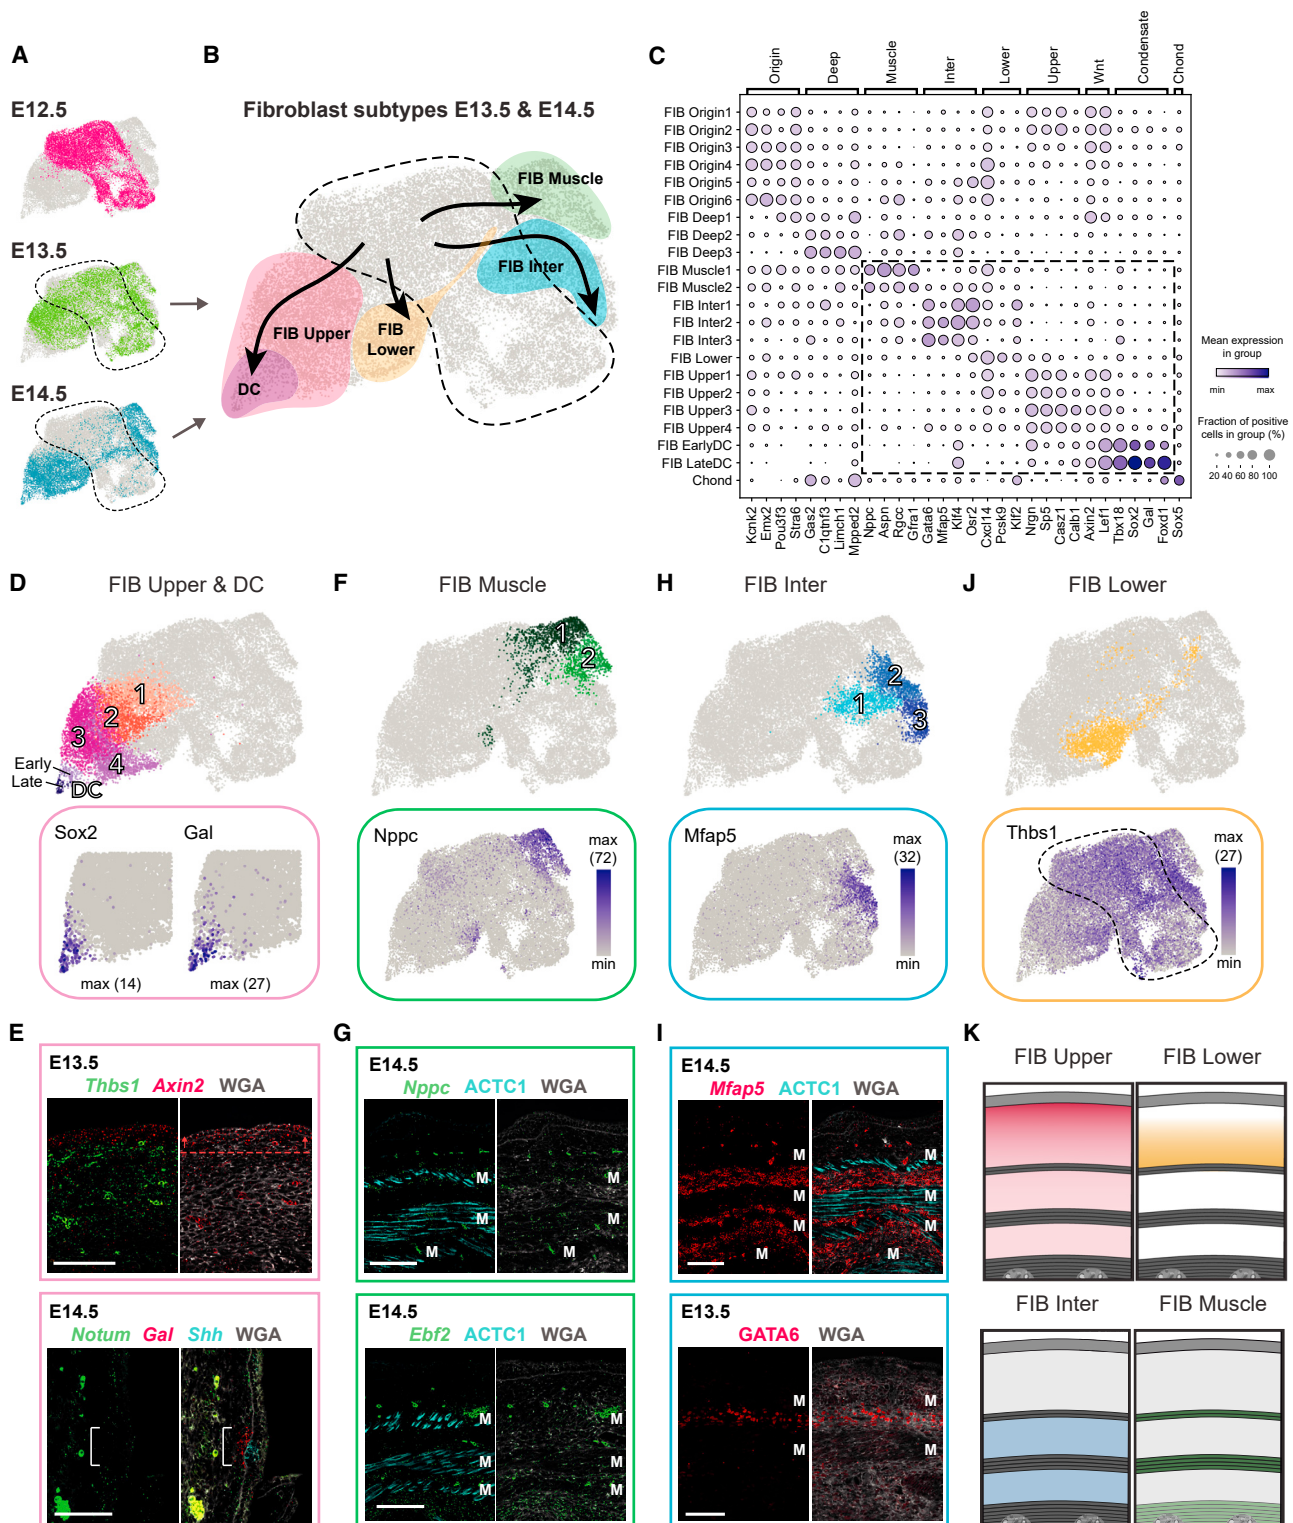 A
B
C
E12.5
E13.5
E14.5
Fibroblast subtypes E13.5 & E14.5
FIB Muscle
FIB Inter
FIB Upper
FIB
Lower
DC
Origin
Deep
Muscle
Inter
Lower
Upper
Wnt
Condensate
Chond
FIB Origin1
FIB Origin2
FIB Origin3
FIB Origin4
FIB Origin5
FIB Origin6
FIB Deep1
FIB Deep2
FIB Deep3
FIB Muscle1
FIB Muscle2
FIB Inter1
FIB Inter2
FIB Inter3
FIB Lower
FIB Upper1
FIB Upper2
FIB Upper3
FIB Upper4
FIB EarlyDC
FIB LateDC
Chond
Kcnk2
Emx2
Pou3f3
Stra6
Gas2
C1qtnf3
Limch1
Mpped2
Nppc
Aspn
Rgcc
Gfra1
Gata6
Mfap5
Klf4
Osr2
Cxcl14
Pcsk9
Klf2
Nrgn
Sp5
Casz1
Calb1
Axin2
Lef1
Tbx18
Sox2
Gal
Foxd1
Sox5
Mean expression
in group
min max
Fraction of positive
cells in group (%)
20 40 60 80 100
D
FIB Upper & DC
1
2
3
4
Early
Late
DC
Sox2
Gal
max (14)
max (27)
F
FIB Muscle
1
2
Nppc
max
(72)
min
H
FIB Inter
1
2
3
Mfap5
max
(32)
min
J
FIB Lower
Thbs1
max
(27)
min
E
E13.5
Thbs1 Axin2 WGA
E14.5
Notum Gal Shh WGA
G
E14.5
Nppc ACTC1 WGA
M
M
M
M
M
M
E14.5
Ebf2 ACTC1 WGA
M
M
M
M
M
M
I
E14.5
Mfap5 ACTC1 WGA
M
M
M
M
M
M
M
M
E13.5
GATA6 WGA
M
M
M
M
K
FIB Upper
FIB Lower
FIB Inter
FIB Muscle